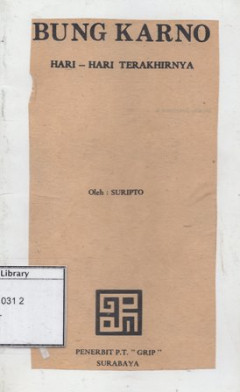 BUNG KARNO
HARI - HARI TERAKHIRNYA
Oleh : SURIPTO
Library
031 2
PENERBIT P.T. " GRIP "
SURABAYA